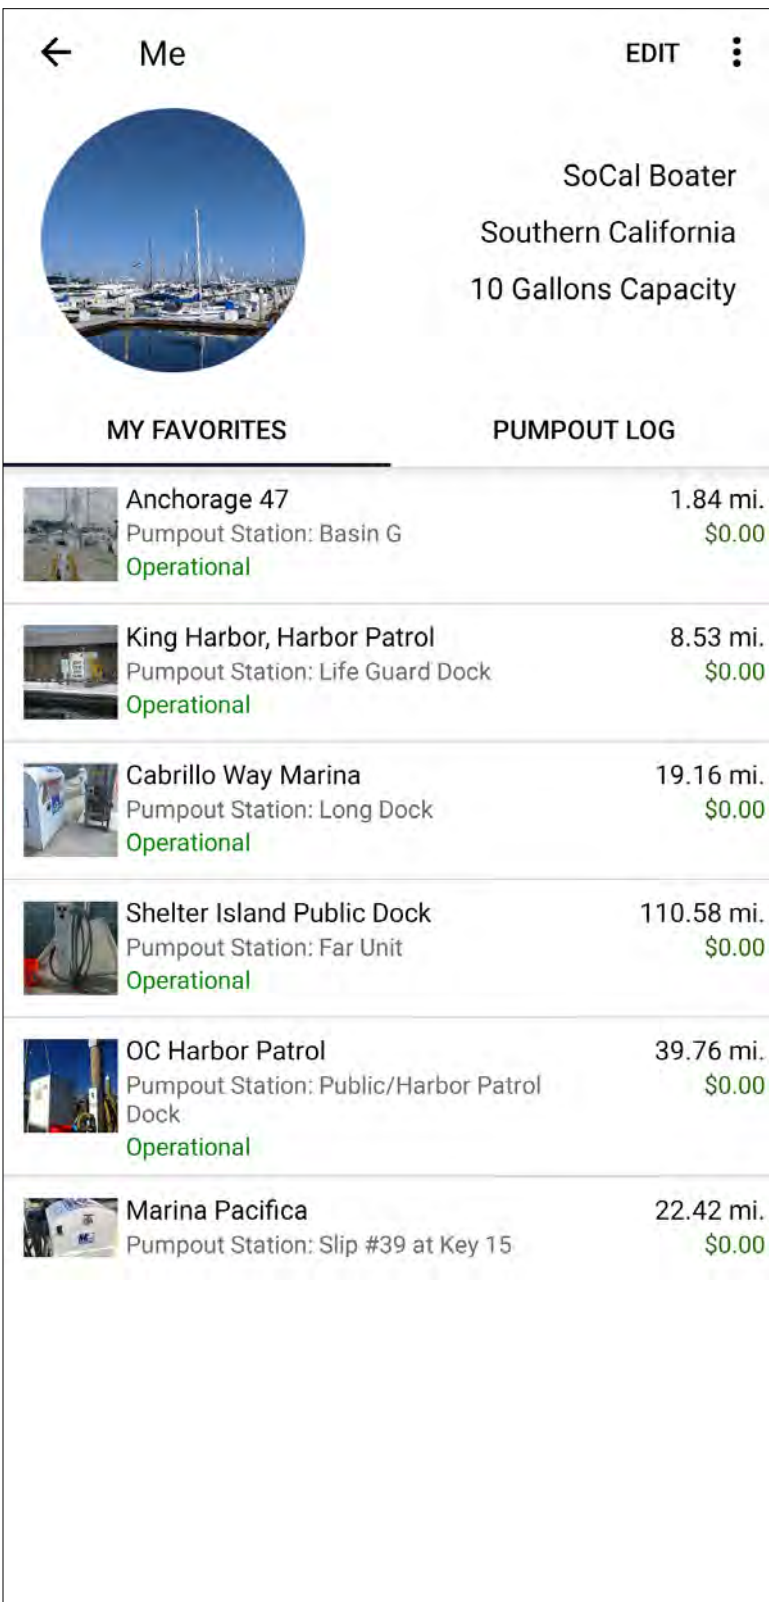 Me
EDIT
SoCal Boater
Southern California
10 Gallons Capacity
MY FAVORITES
PUMPOUT LOG
Anchorage 47
1.84 mi.
Pumpout Station: Basin G
$0.00
Operational
King Harbor, Harbor Patrol
8.53 mi.
Pumpout Station: Life Guard Dock
$0.00
Operational
Cabrillo Way Marina
19.16 mi.
Pumpout Station: Long Dock
$0.00
Operational
Shelter Island Public Dock
110.58 mi.
Pumpout Station: Far Unit
$0.00
Operational
OC Harbor Patrol
39.76 mi.
Pumpout Station: Public/Harbor Patrol
$0.00
Dock
Operational
Marina Pacifica
22.42 mi.
Pumpout Station: Slip #39 at Key 15
$0.00